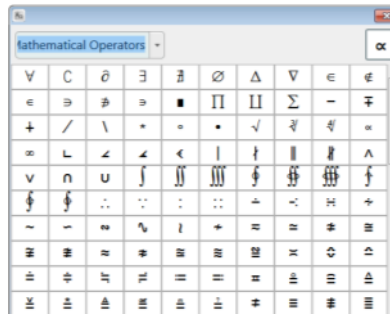 Mathematical Operators ∝
∀ ∁ ∂ ∃ ∄ ∅ ∆ ∇ ∈ ∉
∊ ∋ ∌ ∍ ∎ ∏ ∐ ∑ − ∓
∔ ∕ ∖ ∗ ∘ ∙ √ ∛ ∜ ∝
∞ ∟ ∠ ∡ ∢ ∣ ∤ ∥ ∦ ∧
∨ ∩ ∪ ∫ ∬ ∭ ∮ ∯ ∰ ∱
∲ ∳ ∴ ∵ ∶ ∷ ∸ ∹ ∺ ∻
∼ ∽ ∾ ∿ ≀ ≁ ≂ ≃ ≄ ≅
≆ ≇ ≈ ≉ ≊ ≋ ≌ ≍ ≎ ≏
≐ ≑ ≒ ≓ ≔ ≕ ≖ ≗ ≘ ≙
≚ ≛ ≜ ≝ ≞ ≟ ≠ ≡ ≢ ≣